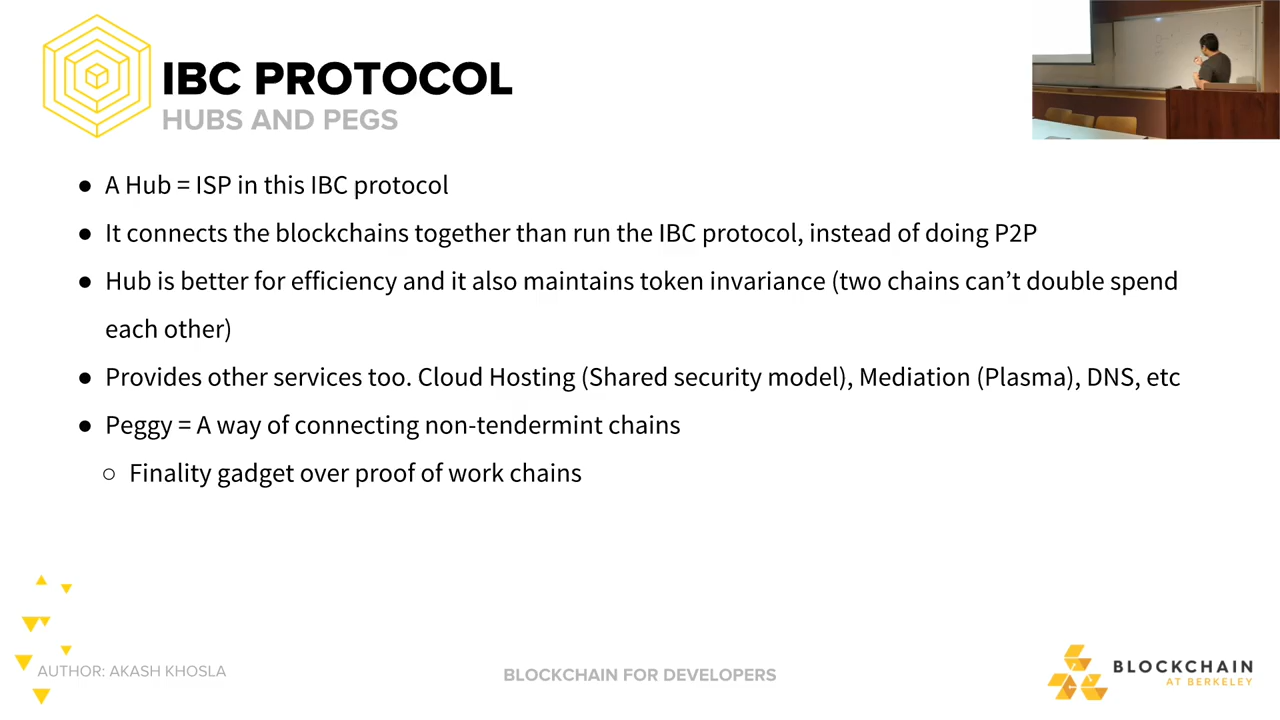 IBC PROTOCOL
HUBS AND PEGS
● A Hub = ISP in this IBC protocol
● It connects the blockchains together than run the IBC protocol, instead of doing P2P
● Hub is better for efficiency and it also maintains token invariance (two chains can’t double spend
each other)
● Provides other services too. Cloud Hosting (Shared security model), Mediation (Plasma), DNS, etc
● Peggy = A way of connecting non-tendermint chains
○ Finality gadget over proof of work chains
AUTHOR: AKASH KHOSLA
BLOCKCHAIN FOR DEVELOPERS
BLOCKCHAIN
AT BERKELEY